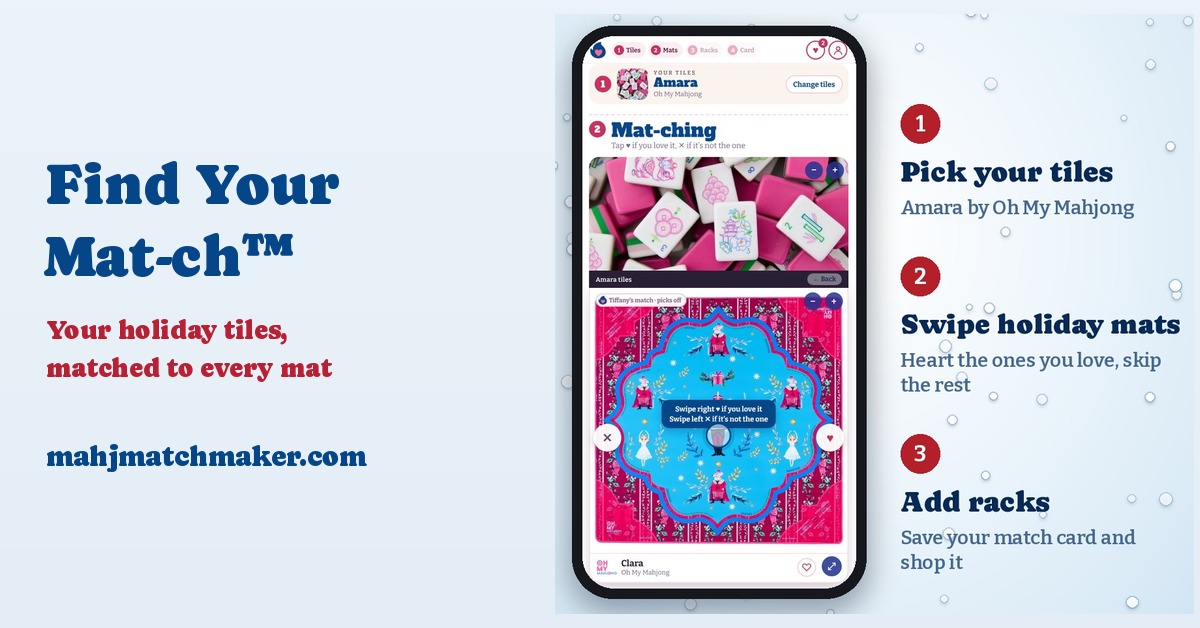 Find Your
Mat-ch™
Your holiday tiles,
matched to every mat
mahjmatchmaker.com
1 Tiles
2 Mats
3 Racks
4 Card
2
1
YOUR TILES
Amara
Oh My Mahjong
Change tiles
2 Mat-ching
Tap ♥ if you love it, ✕ if it's not the one
Amara tiles
← Back
Tiffany's match · picks off
Swipe right ♥ if you love it
Swipe left ✕ if it's not the one
OH MY MAHJONG
Clara
Oh My Mahjong
1
Pick your tiles
Amara by Oh My Mahjong
2
Swipe holiday mats
Heart the ones you love, skip
the rest
3
Add racks
Save your match card and
shop it